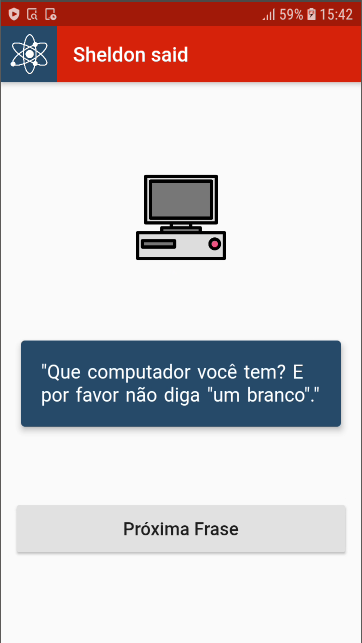 59% 15:42
Sheldon said
"Que computador você tem? E
por favor não diga "um branco"."
Próxima Frase